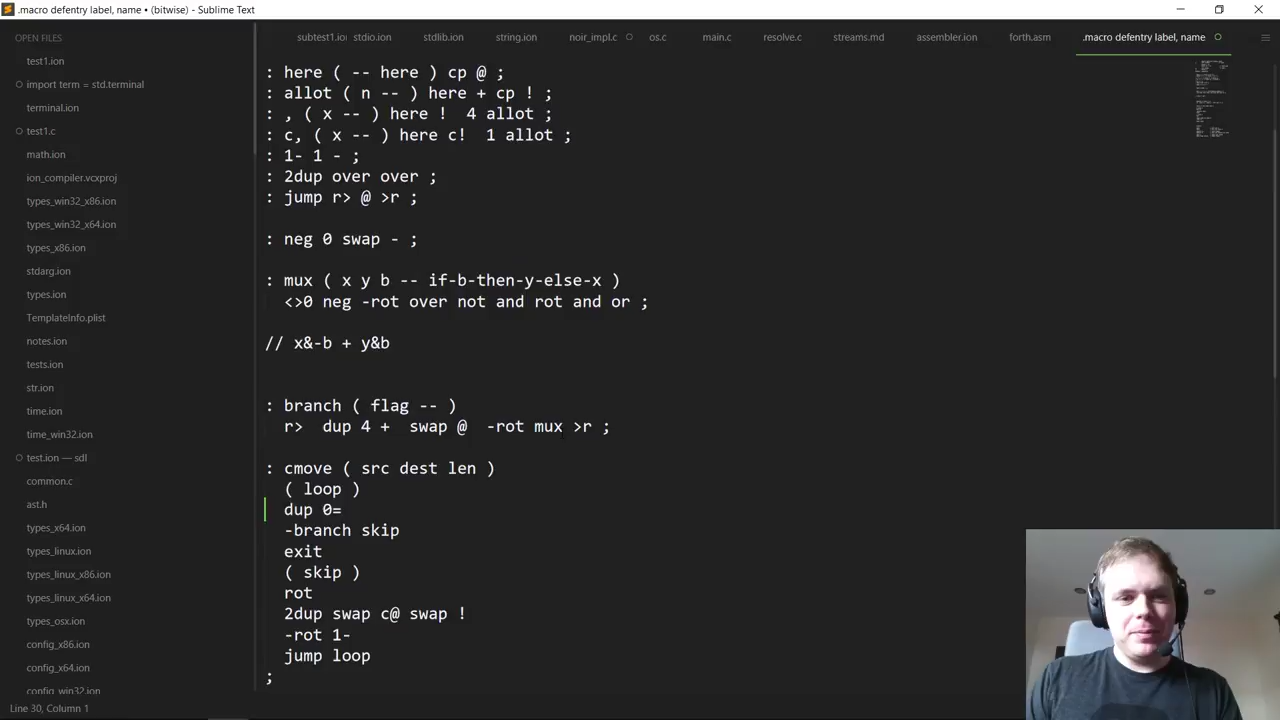 .macro defentry label, name • (bitwise) - Sublime Text
OPEN FILES
test1.ion
import term = std.terminal
terminal.ion
test1.c
math.ion
ion_compiler.vcxproj
types_win32_x86.ion
types_win32_x64.ion
types_x86.ion
stdarg.ion
types.ion
TemplateInfo.plist
notes.ion
tests.ion
str.ion
time.ion
time_win32.ion
test.ion — sdl
common.c
ast.h
types_x64.ion
types_linux.ion
types_linux_x86.ion
types_linux_x64.ion
types_osx.ion
config_x86.ion
config_x64.ion
config_win32.ion
subtest1.io stdio.ion stdlib.ion string.ion noir_impl.c os.c main.c resolve.c streams.md assembler.ion forth.asm .macro defentry label, name
: here ( -- here ) cp @ ;
: allot ( n -- ) here + cp ! ;
: , ( x -- ) here ! 4 allot ;
: c, ( x -- ) here c! 1 allot ;
: 1- 1 - ;
: 2dup over over ;
: jump r> @ >r ;
: neg 0 swap - ;
: mux ( x y b -- if-b-then-y-else-x )
<>0 neg -rot over not and rot and or ;
// x&-b + y&b
: branch ( flag -- )
r> dup 4 + swap @ -rot mux >r ;
: cmove ( src dest len )
( loop )
dup 0=
-branch skip
exit
( skip )
rot
2dup swap c@ swap !
-rot 1-
jump loop
;
Line 30, Column 1